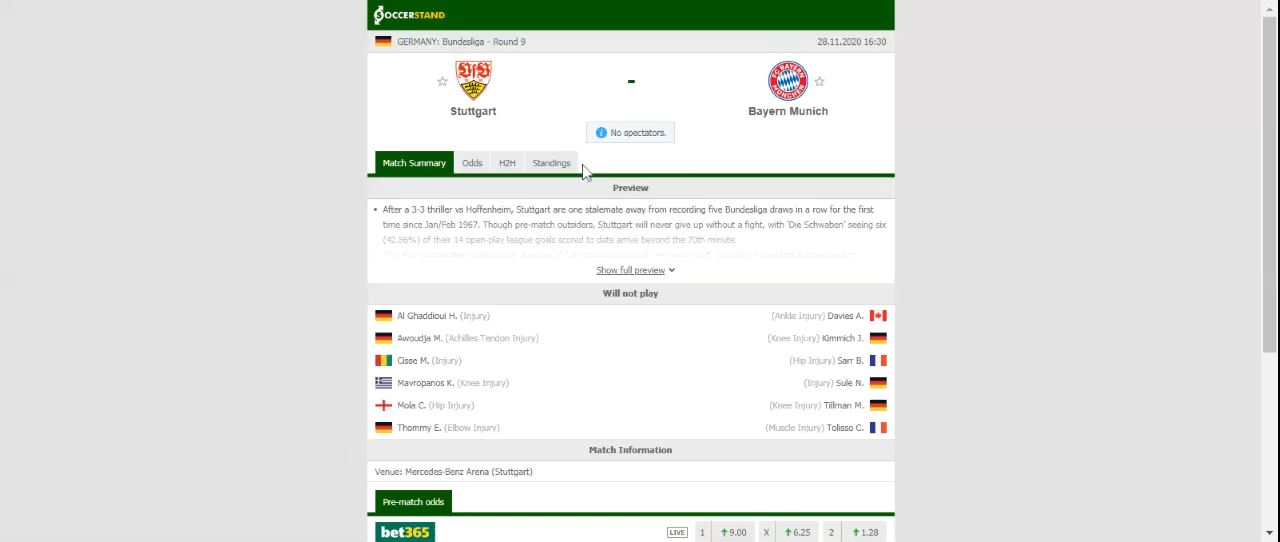 SOCCERSTAND
GERMANY: Bundesliga - Round 9 28.11.2020 16:30
-
Stuttgart Bayern Munich
No spectators.
Match Summary Odds H2H Standings
Preview
After a 3-3 thriller vs Hoffenheim, Stuttgart are one stalemate away from recording five Bundesliga draws in a row for the first
time since Jan/Feb 1967. Though pre-match outsiders, Stuttgart will never give up without a fight, with 'Die Schwaben' seeing six
(42.86%) of their 14 open-play league goals scored to date arrive beyond the 70th minute.
Show full preview
Will not play
Al Ghaddioui H. (Injury) (Ankle Injury) Davies A.
Awoudja M. (Achilles Tendon Injury) (Knee Injury) Kimmich J.
Cisse M. (Injury) (Hip Injury) Sarr B.
Mavropanos K. (Knee Injury) (Injury) Sule N.
Mola C. (Hip Injury) (Knee Injury) Tillman M.
Thommy E. (Elbow Injury) (Muscle Injury) Tolisso C.
Match Information
Venue: Mercedes-Benz Arena (Stuttgart)
Pre-match odds
bet365 LIVE 1 9.00 X 6.25 2 1.28